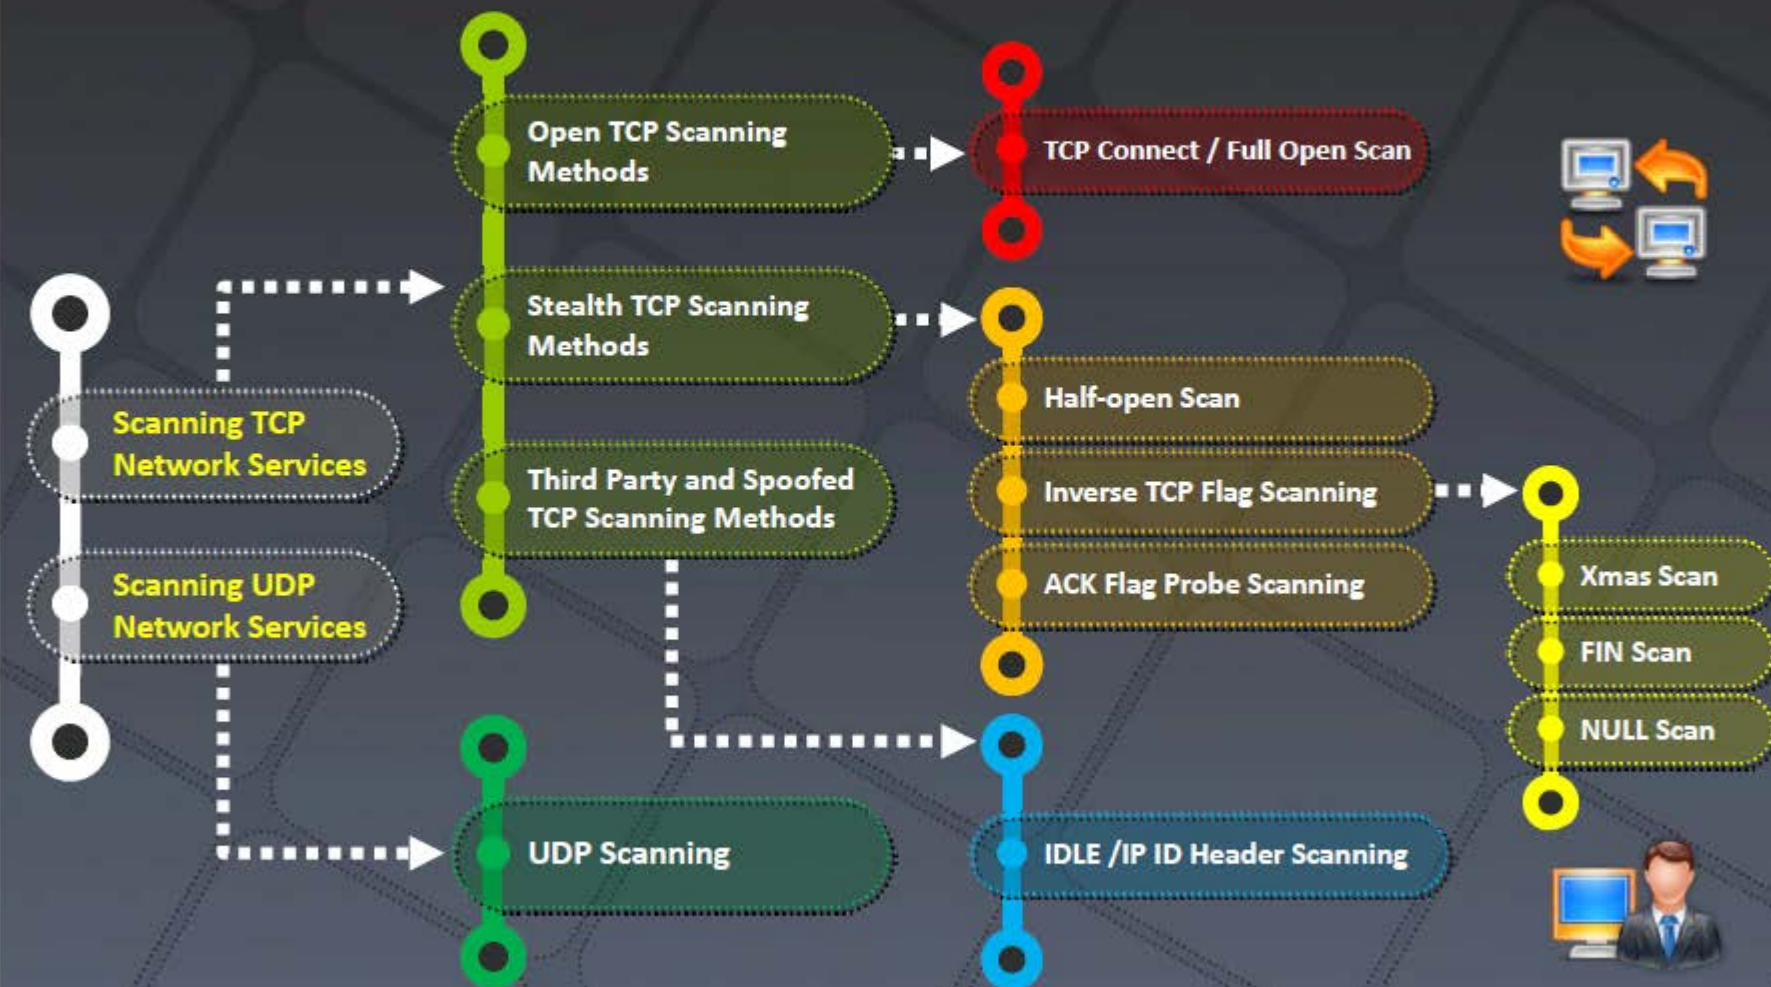 Open TCP Scanning
Methods
TCP Connect / Full Open Scan
Stealth TCP Scanning
Methods
Half-open Scan
Scanning TCP
Network Services
Third Party and Spoofed
TCP Scanning Methods
Inverse TCP Flag Scanning
ACK Flag Probe Scanning
Xmas Scan
FIN Scan
NULL Scan
Scanning UDP
Network Services
UDP Scanning
IDLE /IP ID Header Scanning